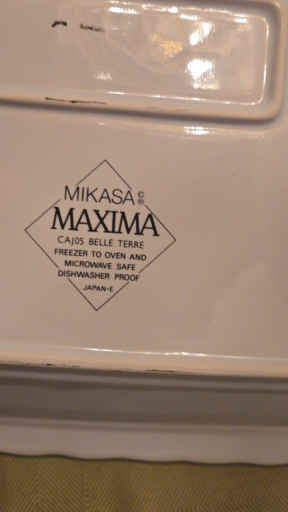 MIKASA © ®
MAXIMA
CAJ05 BELLE TERRE
FREEZER TO OVEN AND
MICROWAVE SAFE
DISHWASHER PROOF
JAPAN-E